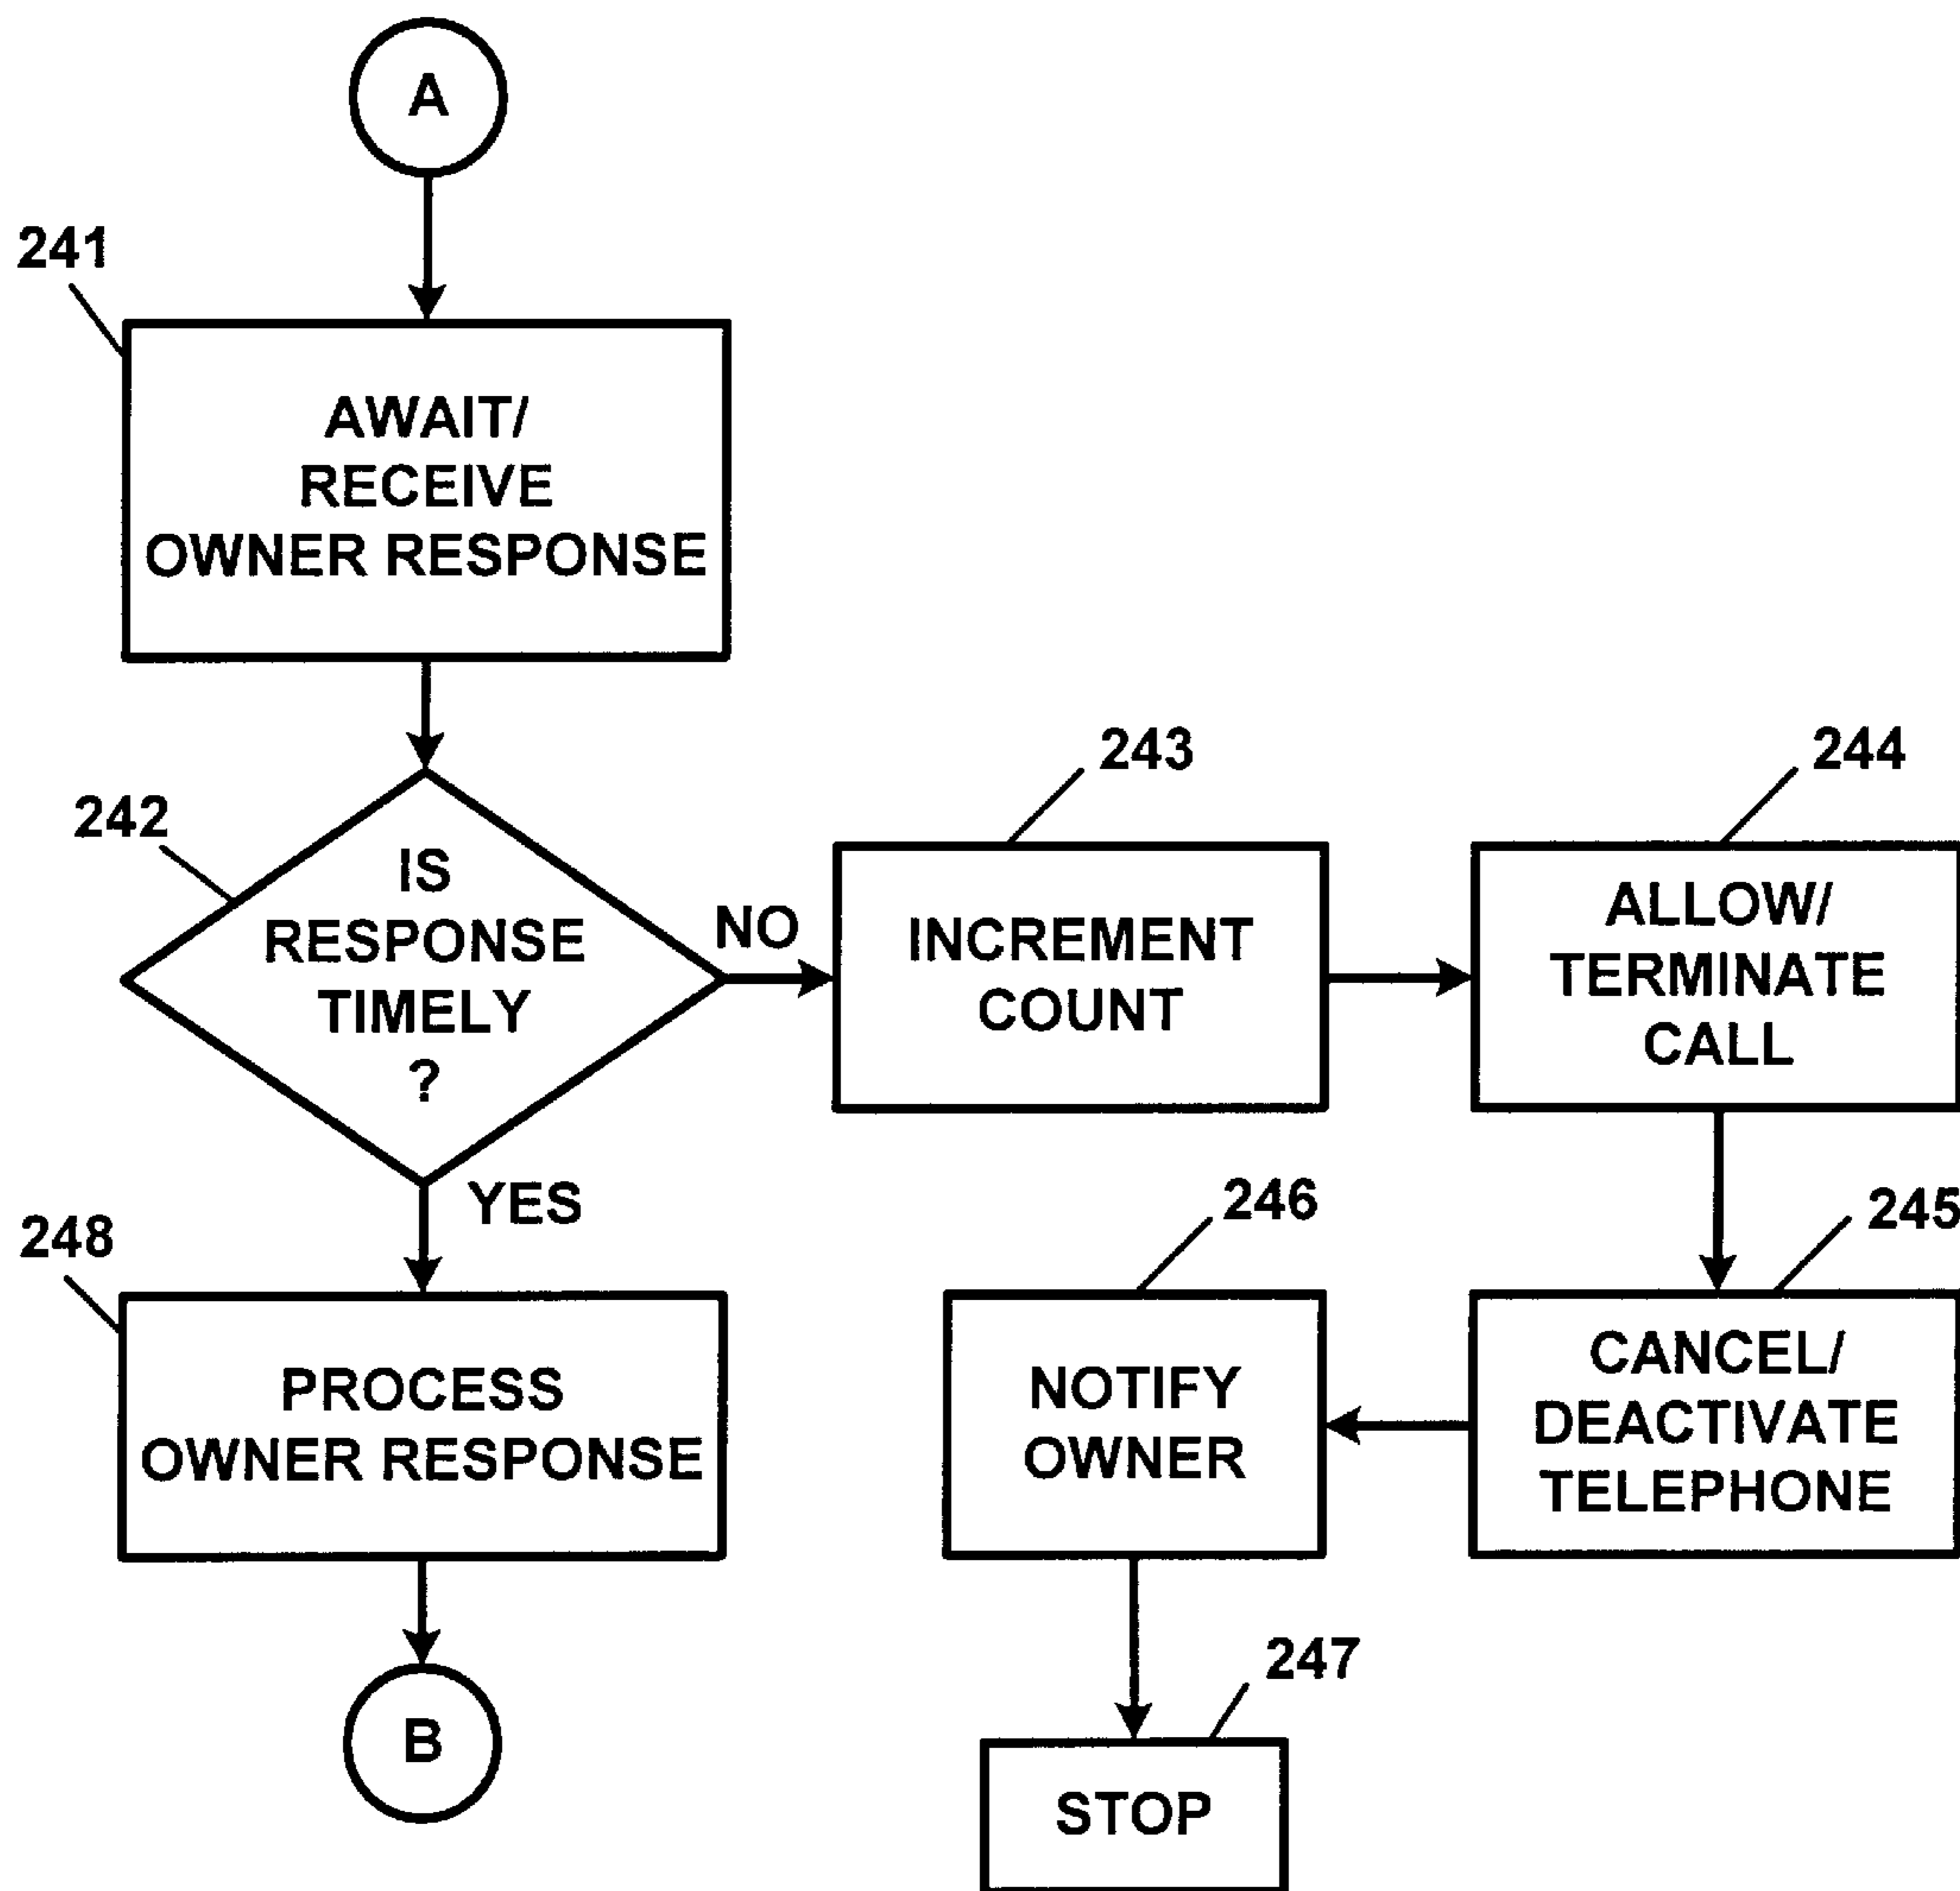 A
241
AWAIT/
RECEIVE
OWNER RESPONSE
242
IS
RESPONSE
TIMELY
?
NO
243
INCREMENT
COUNT
244
ALLOW/
TERMINATE
CALL
YES
245
CANCEL/
DEACTIVATE
TELEPHONE
246
NOTIFY
OWNER
247
STOP
248
PROCESS
OWNER RESPONSE
B